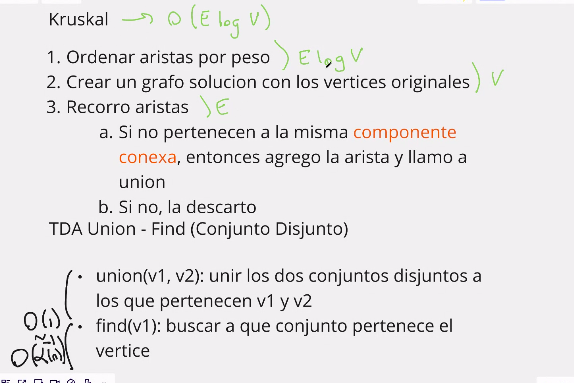 Kruskal → O(E log V)
1. Ordenar aristas por peso ) E log V
2. Crear un grafo solucion con los vertices originales ) V
3. Recorro aristas ) E
a. Si no pertenecen a la misma componente
conexa, entonces agrego la arista y llamo a
union
b. Si no, la descarto
TDA Union - Find (Conjunto Disjunto)
• union(v1, v2): unir los dos conjuntos disjuntos a
los que pertenecen v1 y v2
O(1)
• find(v1): buscar a que conjunto pertenece el
vertice